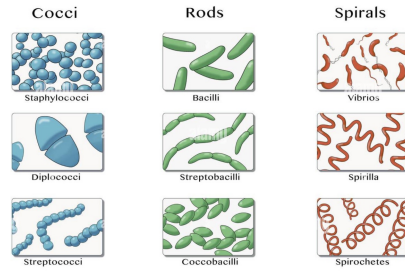 Cocci Rods Spirals
Staphylococci Bacilli Vibrios
Diplococci Streptobacilli Spirilla
Streptococci Coccobacilli Spirochetes